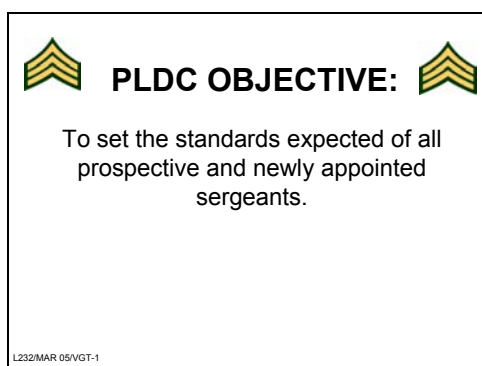 PLDC OBJECTIVE:
To set the standards expected of all
prospective and newly appointed
sergeants.
L232/MAR 05/VGT-1